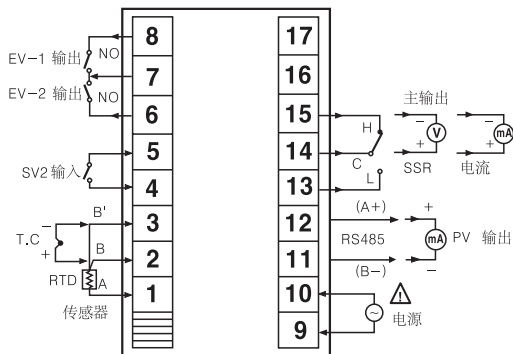 8
17
EV-1 输出
NO
7
16
EV-2 输出
NO
6
15
H
主输出
−
V
+
SSR
−
mA
+
电流
5
14
C
SV2 输入
4
13
L
B'
3
12
(A+)
+
−
T.C
+
B
2
RS485
mA
PV 输出
11
(B−)
−
RTD
A
1
10
!
传感器
~
电源
9